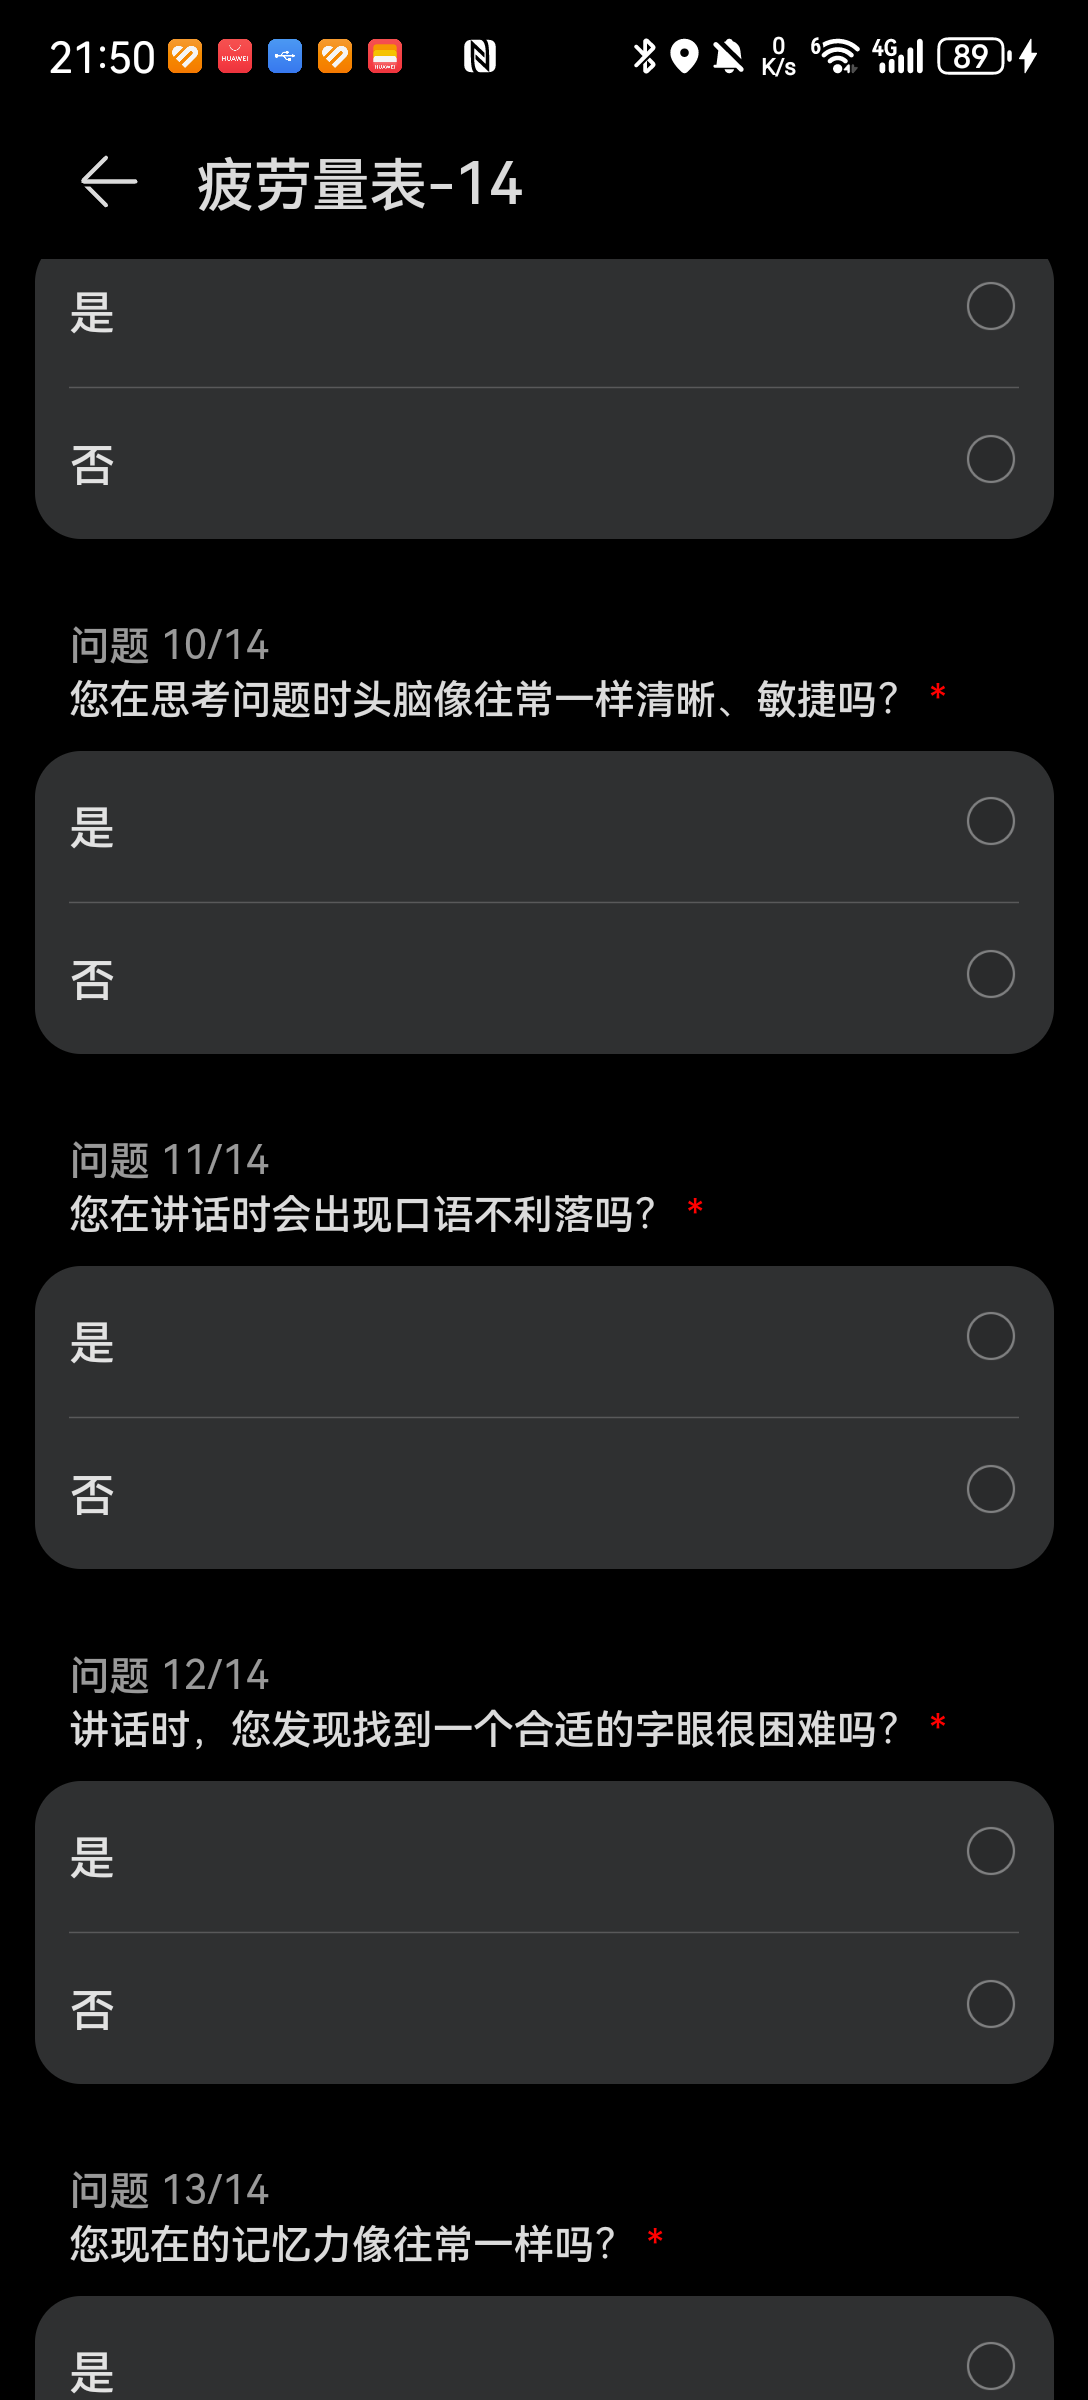 21:50 HUAWEI HUAWEI 0 K/s 6 4G 89
疲劳量表-14
是
否
问题 10/14
您在思考问题时头脑像往常一样清晰、敏捷吗？ *
是
否
问题 11/14
您在讲话时会出现口语不利落吗？ *
是
否
问题 12/14
讲话时，您发现找到一个合适的字眼很困难吗？ *
是
否
问题 13/14
您现在的记忆力像往常一样吗？ *
是